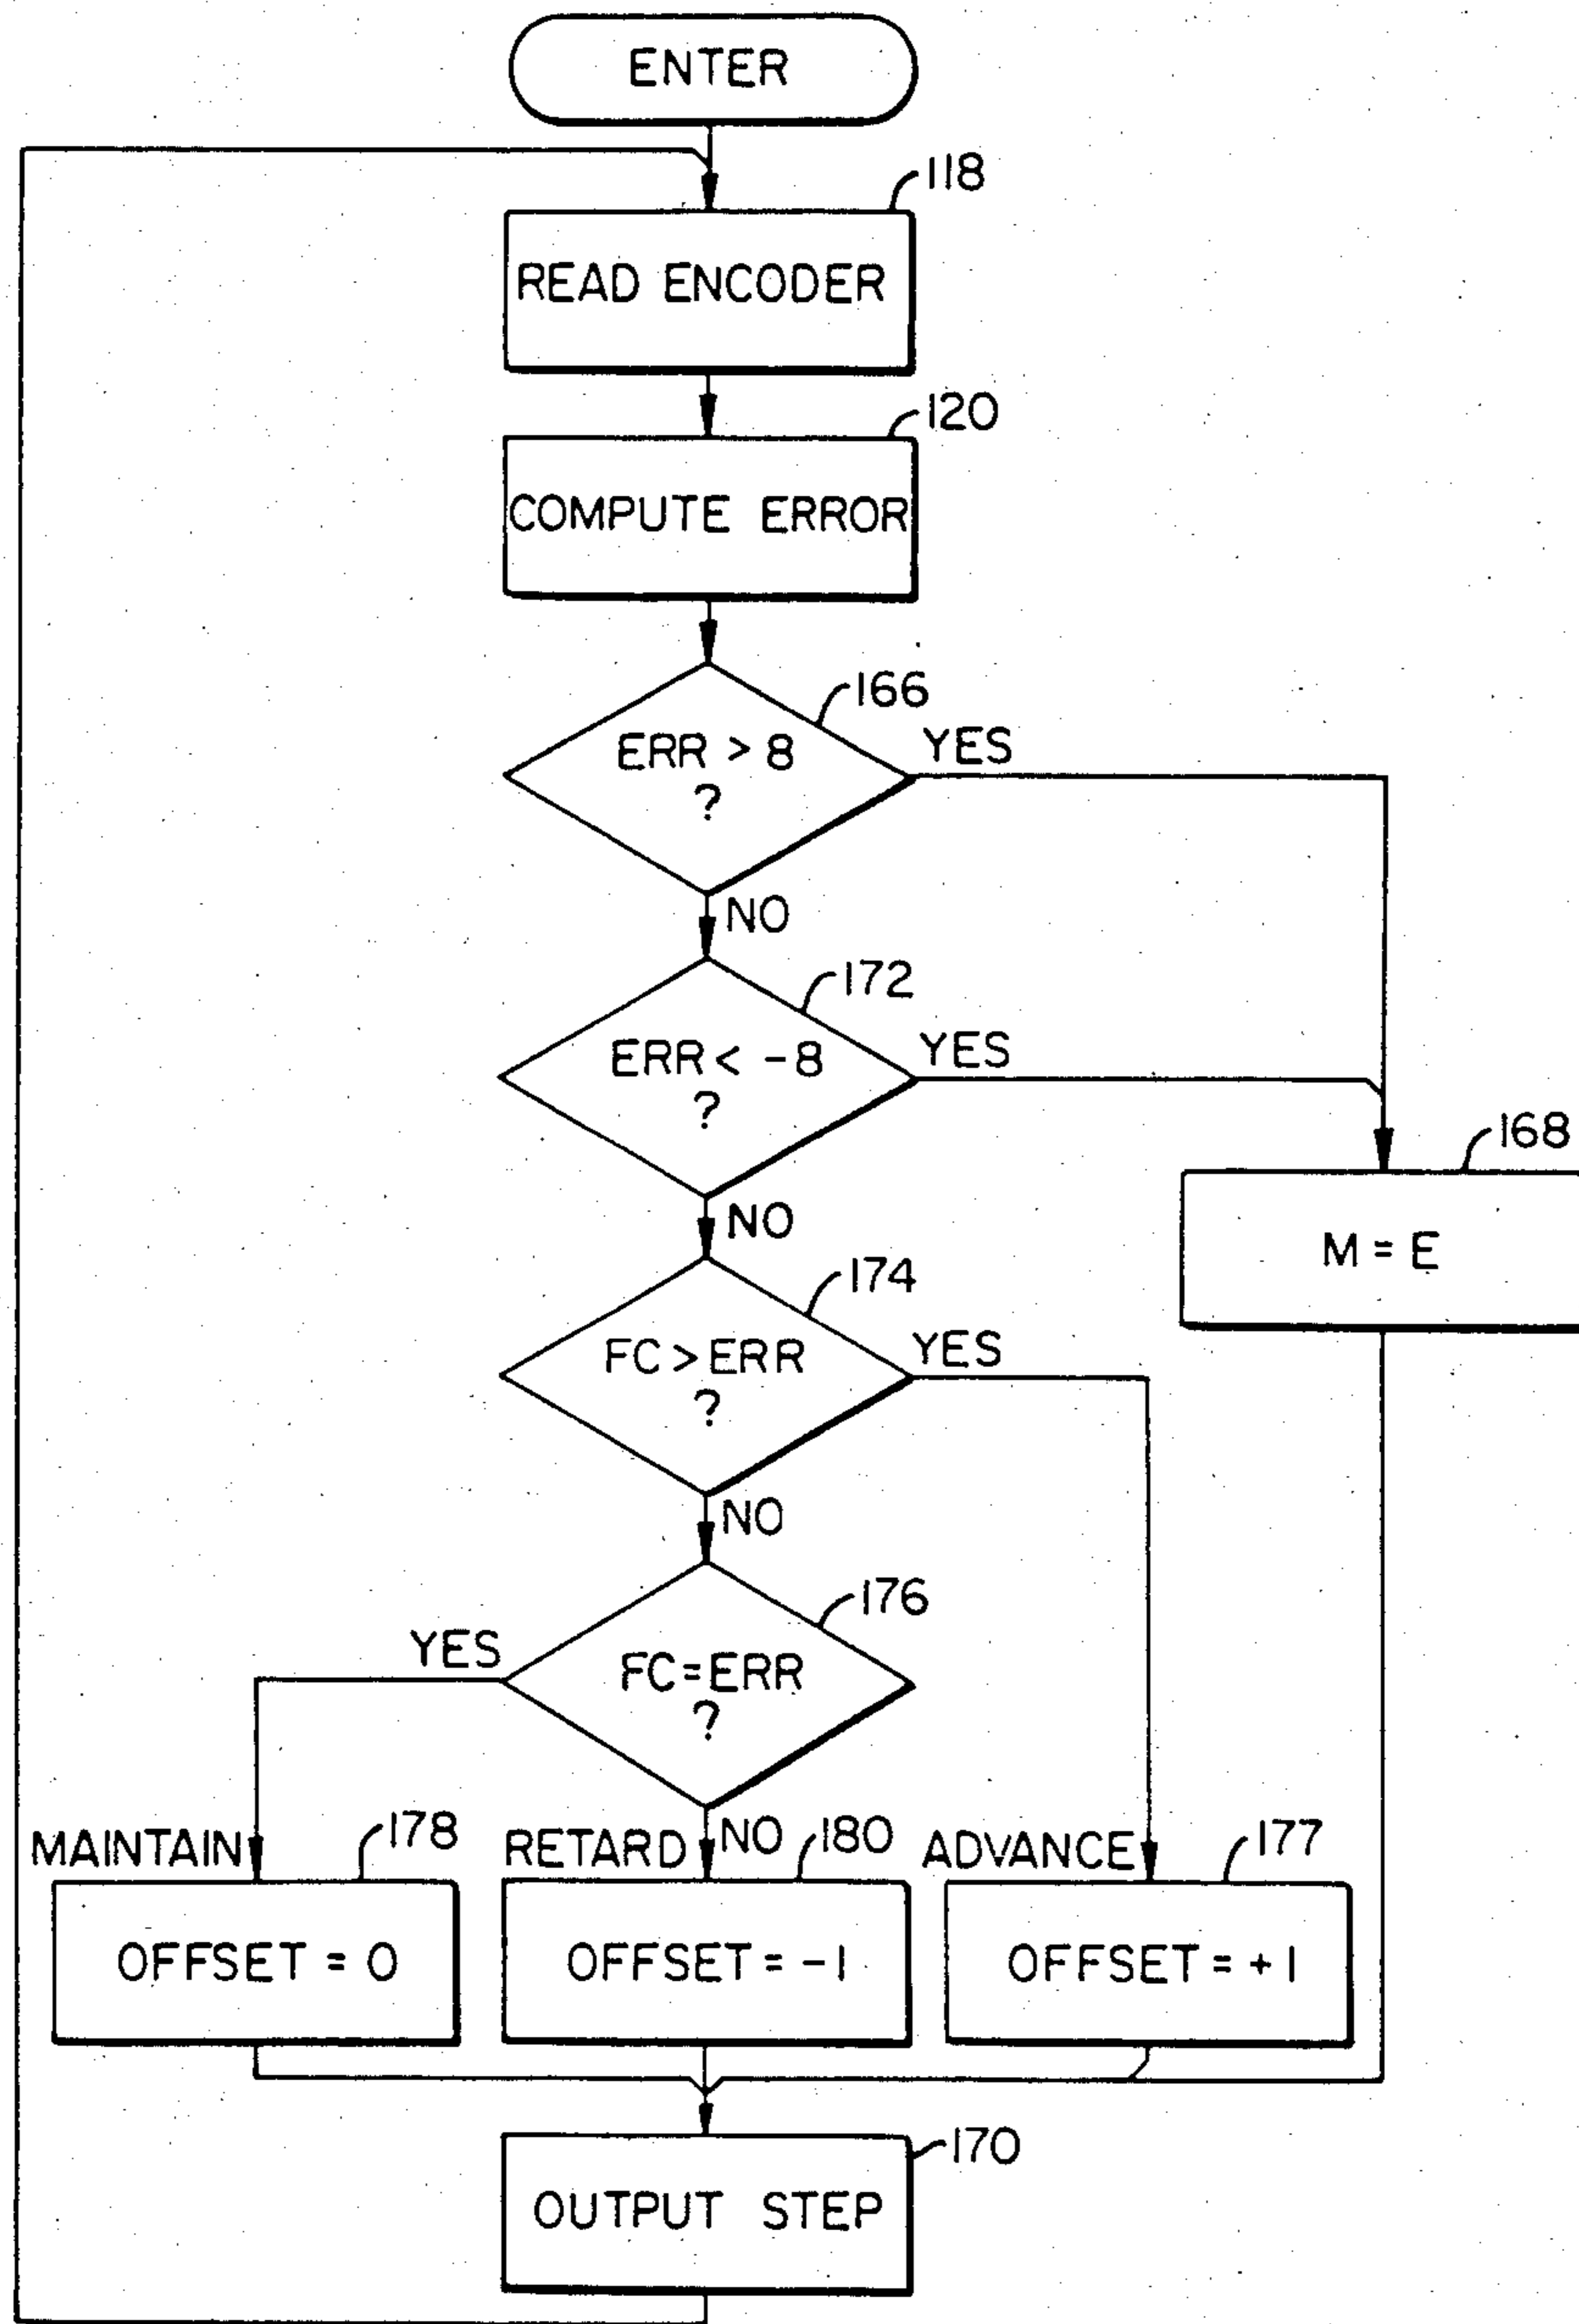 ENTER
118
READ ENCODER
120
COMPUTE ERROR
166
ERR > 8
?
YES
NO
172
ERR < -8
?
YES
NO
168
M = E
174
FC > ERR
?
YES
NO
176
YES
FC = ERR
?
MAINTAIN
178
RETARD
NO
180
ADVANCE
177
OFFSET = 0
OFFSET = -1
OFFSET = +1
170
OUTPUT STEP